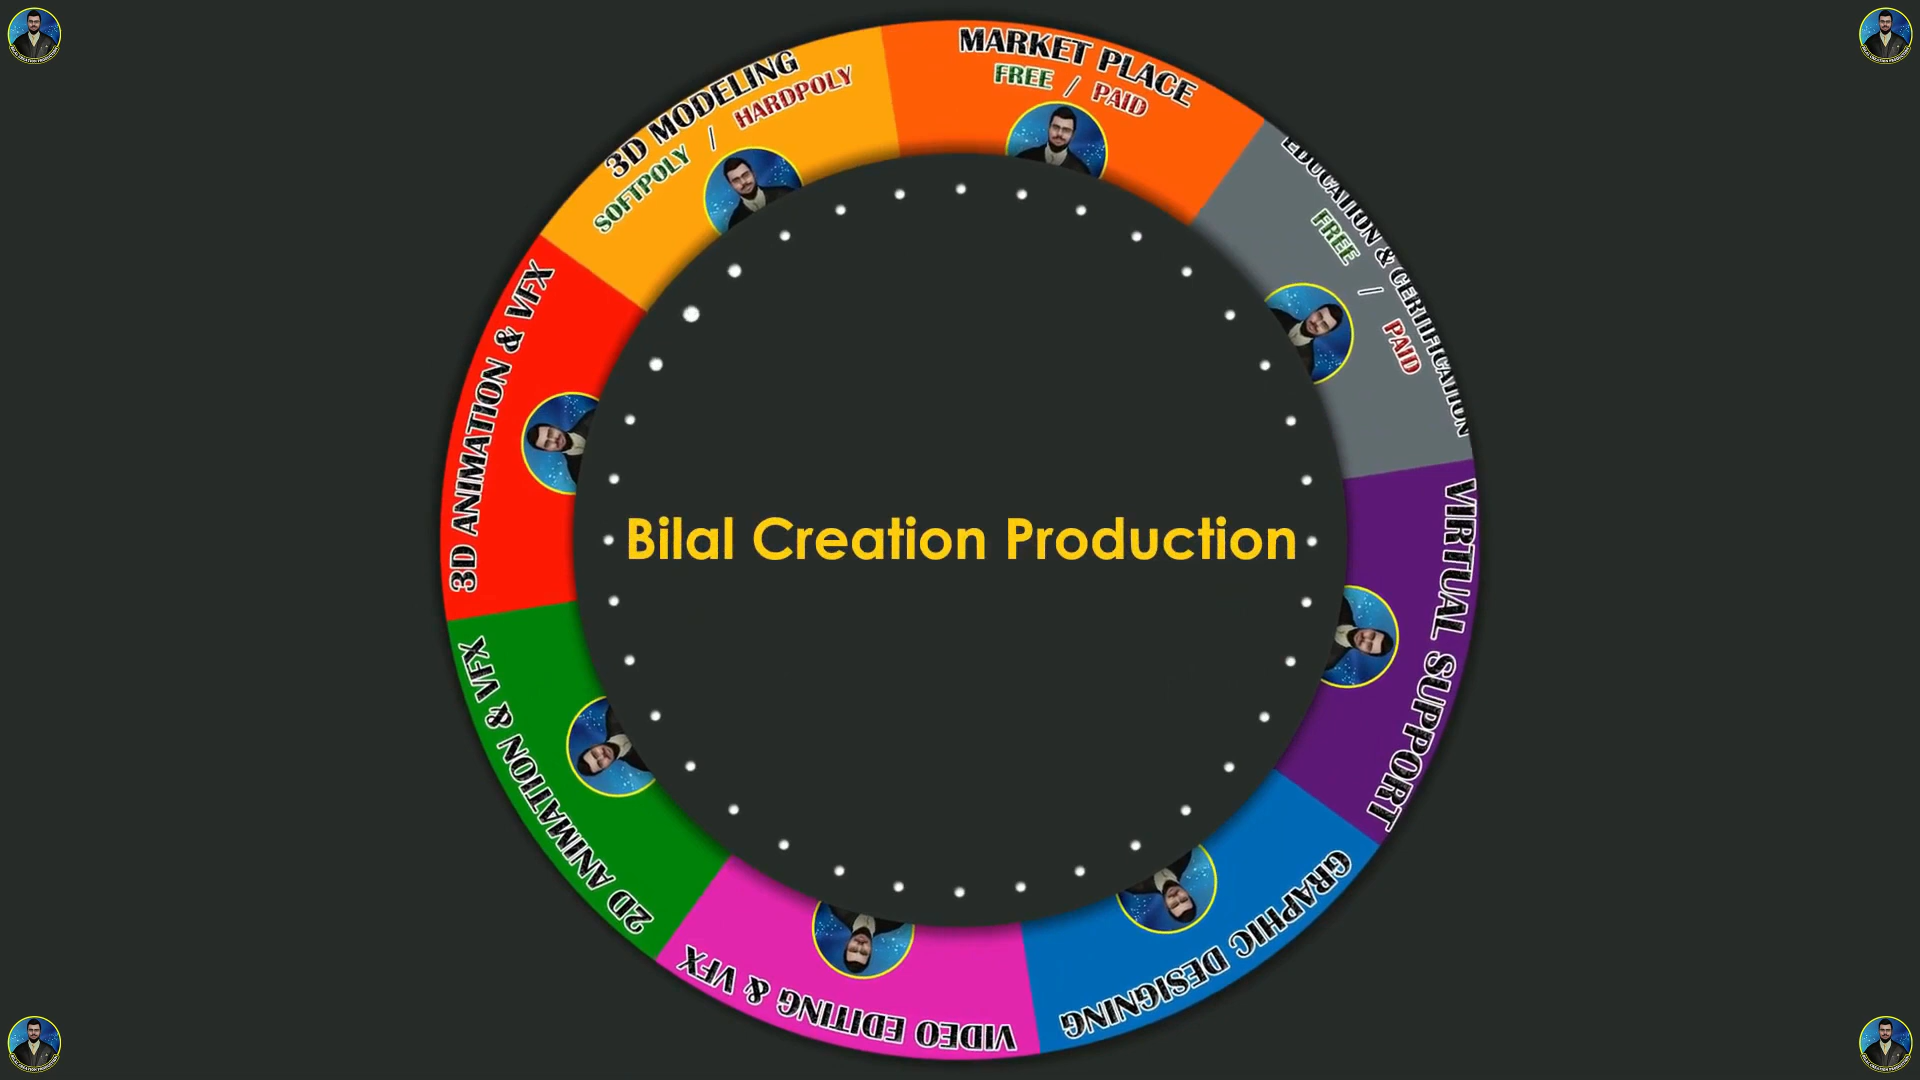 MARKET PLACE
FREE / PAID
EDUCATION & CERTIFICATION
FREE / PAID
VIRTUAL SUPPORT
GRAPHIC DESIGNING
VIDEO EDITING & VFX
2D ANIMATION & VFX
3D ANIMATION & VFX
3D MODELING
SOFTPOLY / HARDPOLY
Bilal Creation Production